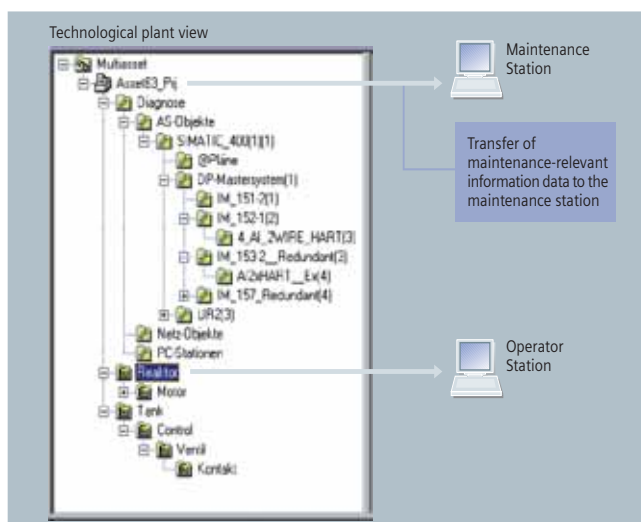 Technological plant view
Multiasset
AssetE3_Prj
Diagnose
AS-Objekte
SIMATIC_400(1)(1)
@Pläne
DP-Mastersystem(1)
IM_151-2(1)
IM_152-1(2)
4_AI_2WIRE_HART(3)
IM_153 2__Redundant(3)
AI2xHART__Ex(4)
IM_157_Redundant(4)
UR2(3)
Netz-Objekte
PC-Stationen
Reaktor
Motor
Tank
Control
Ventil
Kontakt
Maintenance
Station
Transfer of
maintenance-relevant
information data to the
maintenance station
Operator
Station